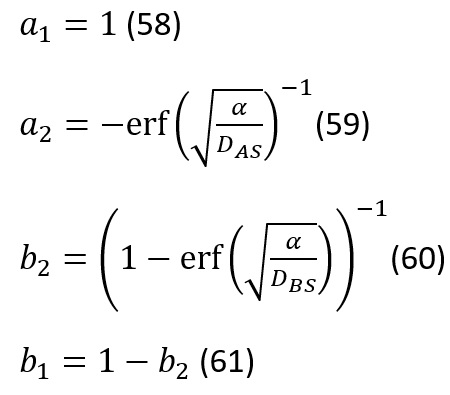 a₁ = 1 (58)
a₂ = −erf(√(α/D_AS))⁻¹ (59)
b₂ = (1 − erf(√(α/D_BS)))⁻¹ (60)
b₁ = 1 − b₂ (61)